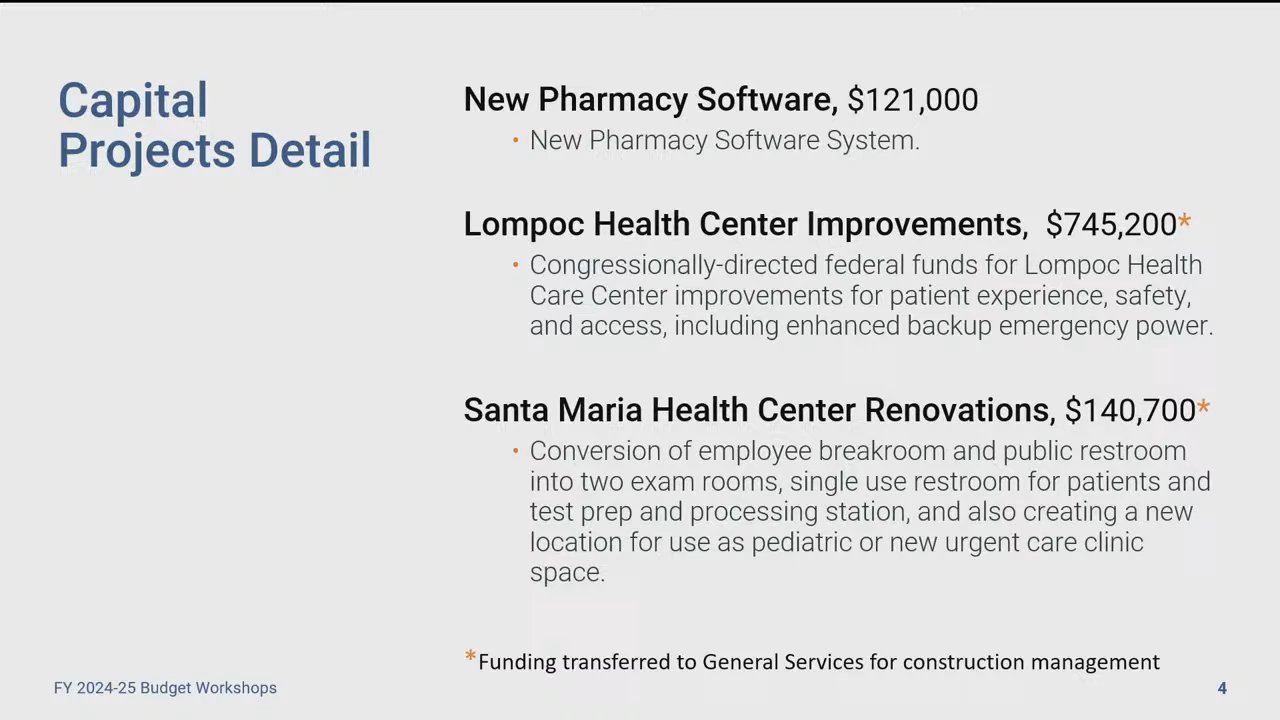 Capital
Projects Detail
New Pharmacy Software, $121,000
• New Pharmacy Software System.
Lompoc Health Center Improvements, $745,200*
• Congressionally-directed federal funds for Lompoc Health
Care Center improvements for patient experience, safety,
and access, including enhanced backup emergency power.
Santa Maria Health Center Renovations, $140,700*
• Conversion of employee breakroom and public restroom
into two exam rooms, single use restroom for patients and
test prep and processing station, and also creating a new
location for use as pediatric or new urgent care clinic
space.
*Funding transferred to General Services for construction management
FY 2024-25 Budget Workshops
4